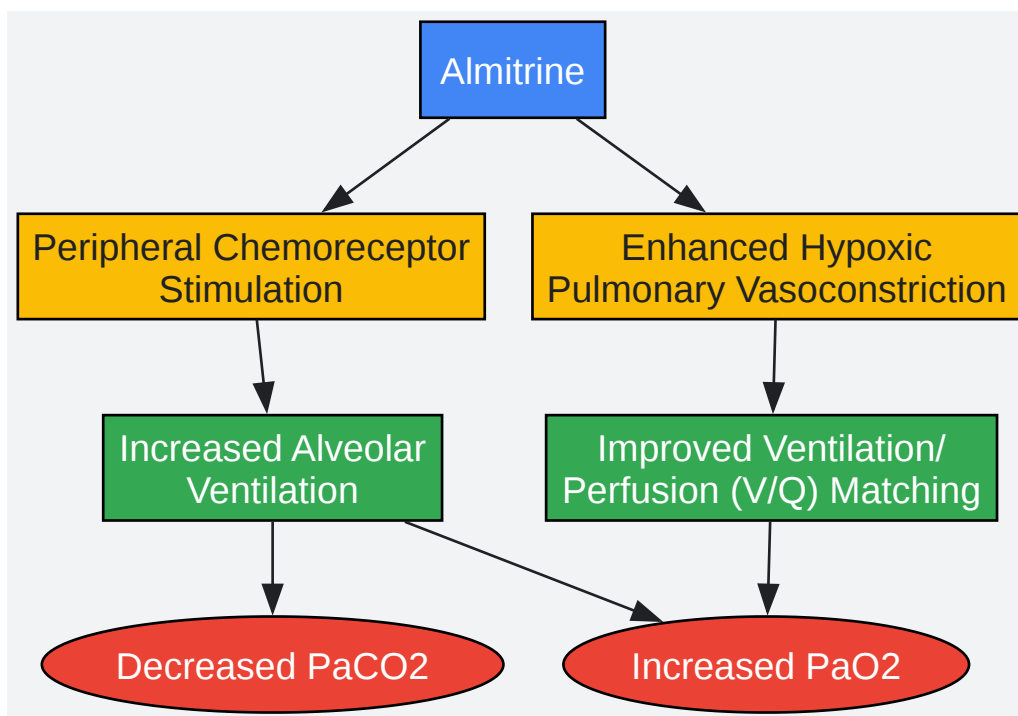 Almitrine
Peripheral Chemoreceptor
Stimulation
Enhanced Hypoxic
Pulmonary Vasoconstriction
Increased Alveolar
Ventilation
Improved Ventilation/
Perfusion (V/Q) Matching
Decreased PaCO2
Increased PaO2